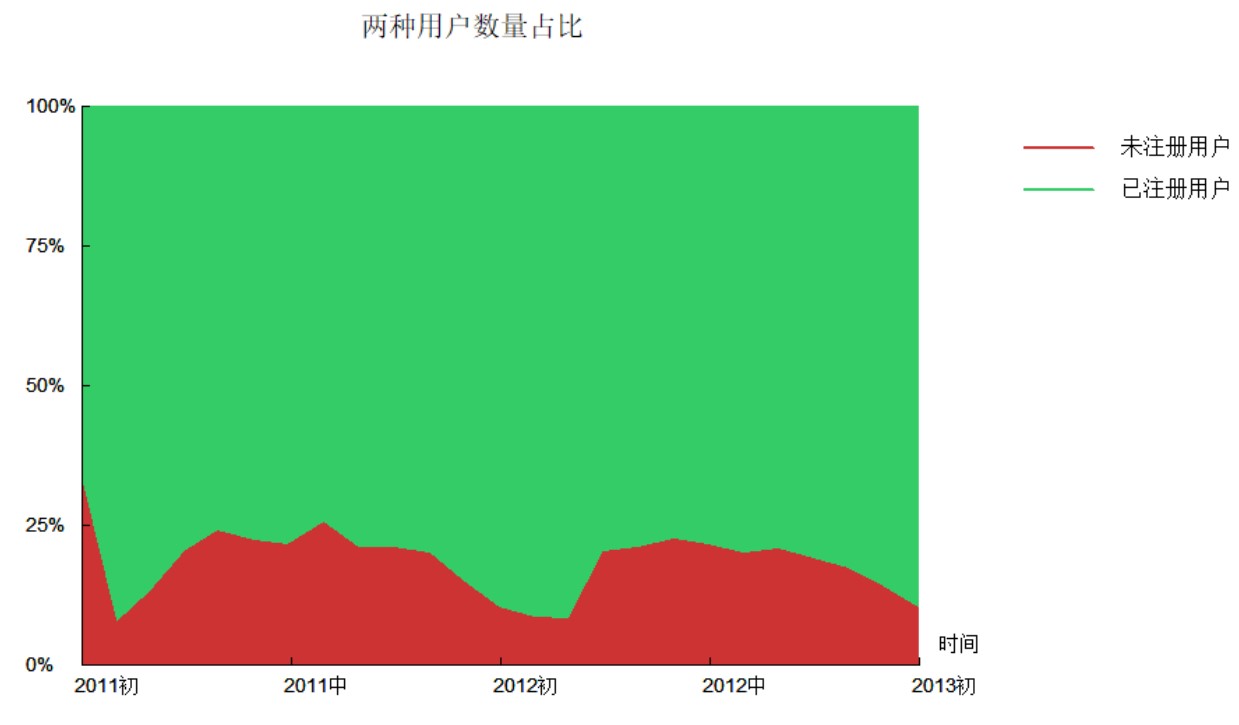 两种用户数量占比
100%
75%
50%
25%
0%
2011初
2011中
2012初
2012中
2013初
时间
未注册用户
已注册用户